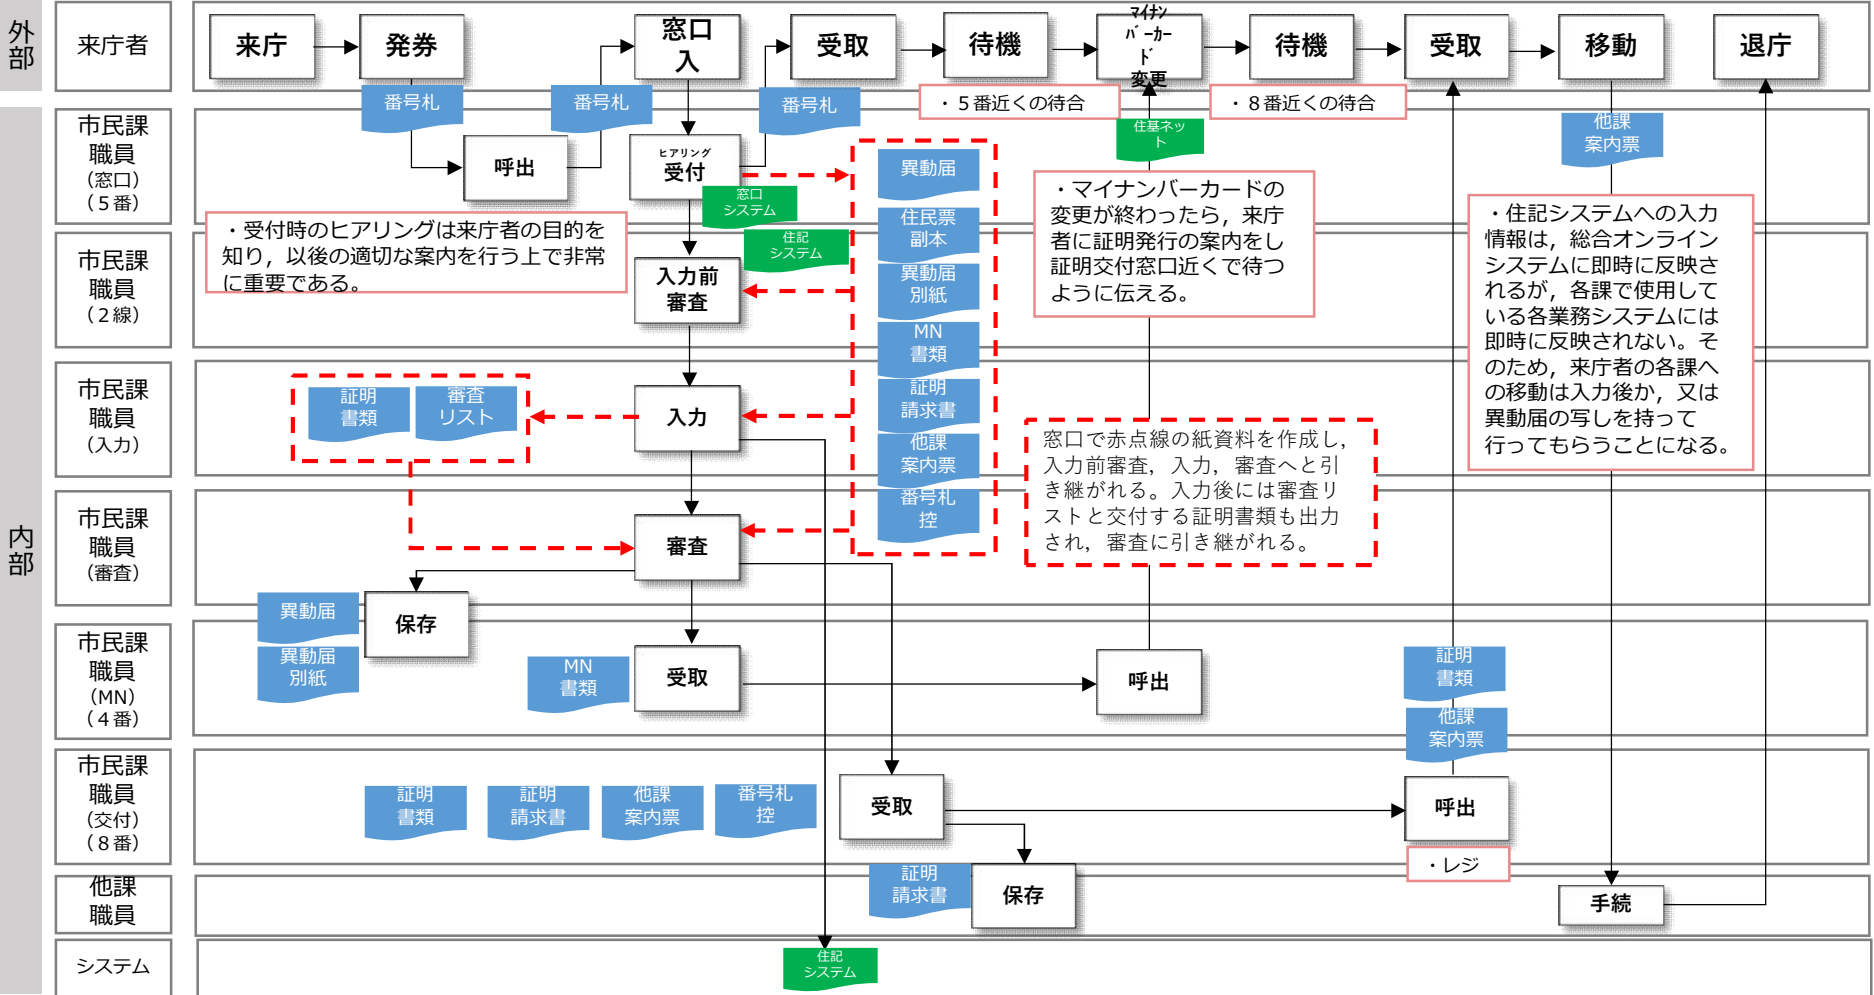 外部
来庁者
来庁
発券
窓口
入
受取
待機
マイナン
バーカー
ド
変更
待機
受取
移動
退庁
番号札
番号札
番号札
・５番近くの待合
・８番近くの待合
内部
市民課
職員
（窓口）
（５番）
呼出
ヒアリング
受付
窓口
システム
異動届
住基ネッ
ト
他課
案内票
・受付時のヒアリングは来庁者の目的を
知り，以後の適切な案内を行う上で非常
に重要である。
・マイナンバーカードの
変更が終わったら，来庁
者に証明発行の案内をし
証明交付窓口近くで待つ
ように伝える。
・住記システムへの入力
情報は，総合オンライン
システムに即時に反映さ
れるが，各課で使用して
いる各業務システムには
即時に反映されない。そ
のため，来庁者の各課へ
の移動は入力後か，又は
異動届の写しを持って
行ってもらうことになる。
市民課
職員
（２線）
住記
システム
入力前
審査
住民票
副本
異動届
別紙
MN
書類
市民課
職員
（入力）
証明
書類
審査
リスト
入力
証明
請求書
他課
案内票
窓口で赤点線の紙資料を作成し，
入力前審査，入力，審査へと引
き継がれる。入力後には審査リ
ストと交付する証明書類も出力
され，審査に引き継がれる。
市民課
職員
（審査）
審査
番号札
控
異動届
異動届
別紙
保存
市民課
職員
（MN）
（４番）
MN
書類
受取
呼出
証明
書類
他課
案内票
市民課
職員
（交付）
（８番）
証明
書類
証明
請求書
他課
案内票
番号札
控
受取
呼出
・レジ
他課
職員
証明
請求書
保存
手続
システム
住記
システム